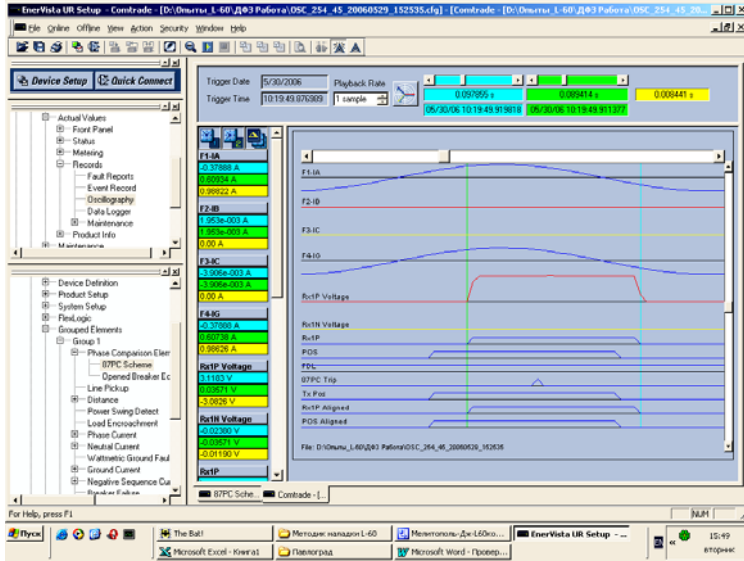 EnerVista UR Setup - Comtrade - [D:\Опыты_L-60\ДФЗ Работа\OSC_254_45_20060529_152535.cfg] - [Comtrade - [D:\Опыты_L-60\ДФЗ Работа\OSC_254_45_20...
File Online Offline View Action Security Window Help
Device Setup Quick Connect
Trigger Date 5/30/2006 Playback Rate
Trigger Time 10:19:49.876989 1 sample
0.097855 s 0.089414 s 0.008441 s
05/30/06 10:19:49.919818 05/30/06 10:19:49.911377
Actual Values
Front Panel
Status
Metering
Records
Fault Reports
Event Record
Oscillography
Data Logger
Maintenance
Product Info
Maintenance
Device Definition
Product Setup
System Setup
FlexLogic
Grouped Elements
Group 1
Phase Comparison Elem
87PC Scheme
Opened Breaker Ec
Line Pickup
Distance
Power Swing Detect
Load Encroachment
Phase Current
Neutral Current
Wattmetric Ground Faul
Ground Current
Negative Sequence Cur
Breaker Failure
F1-IA
-0.37888 A
0.60934 A
0.98822 A
F2-IB
1.953e-003 A
1.953e-003 A
0.00 A
F3-IC
-3.906e-003 A
-3.906e-003 A
0.00 A
F4-IG
-0.37888 A
0.60738 A
0.98626 A
Rx1P Voltage
3.1183 V
0.03571 V
-3.0826 V
Rx1N Voltage
-0.02380 V
-0.03571 V
-0.01190 V
Rx1P
F1-IA
F2-IB
F3-IC
F4-IG
Rx1P Voltage
Rx1N Voltage
Rx1P
POS
FDL
87PC Trip
Tx Pos
Rx1P Aligned
POS Aligned
File: D:\Опыты_L-60\ДФЗ Работа\OSC_254_45_20060529_152535
87PC Sche... Comtrade - [...
For Help, press F1
NUM
Пуск
The Bat!
Методик наладки L-60
Мелитополь-Дж-L60ко...
EnerVista UR Setup - ...
Microsoft Excel - Книга1
Павлоград
Microsoft Word - Провер...
EN
15:49
вторник